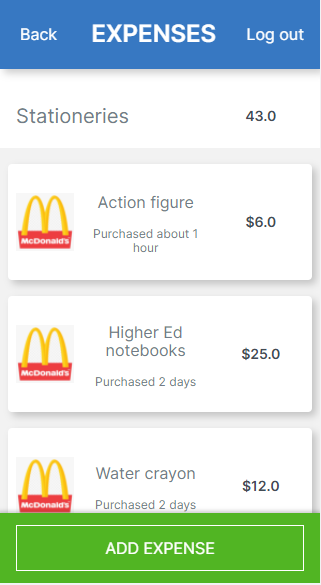 Back
EXPENSES
Log out
Stationeries
43.0
McDonald's
Action figure
Purchased about 1
hour
$6.0
McDonald's
Higher Ed
notebooks
Purchased 2 days
$25.0
McDonald's
Water crayon
Purchased 2 days
$12.0
ADD EXPENSE